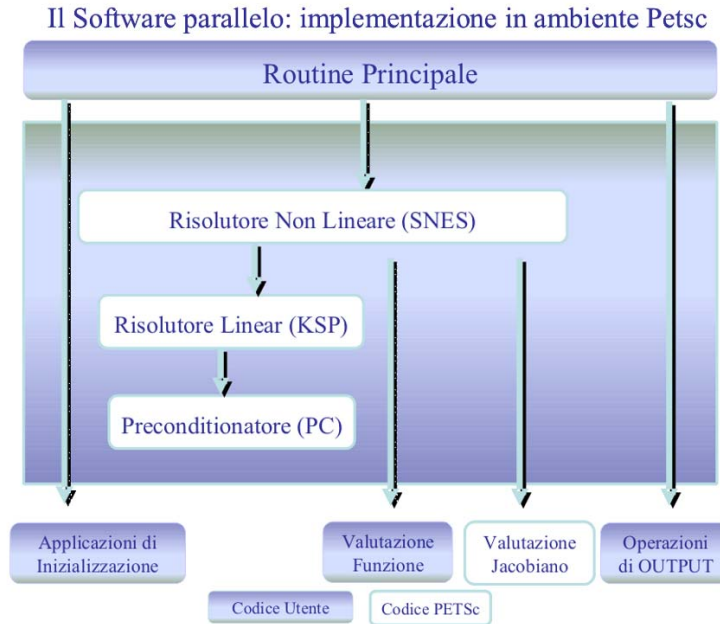 Il Software parallelo: implementazione in ambiente Petsc
Routine Principale
Risolutore Non Lineare (SNES)
Risolutore Linear (KSP)
Preconditionatore (PC)
Applicazioni di
Inizializzazione
Valutazione
Funzione
Valutazione
Jacobiano
Operazioni
di OUTPUT
Codice Utente
Codice PETSc